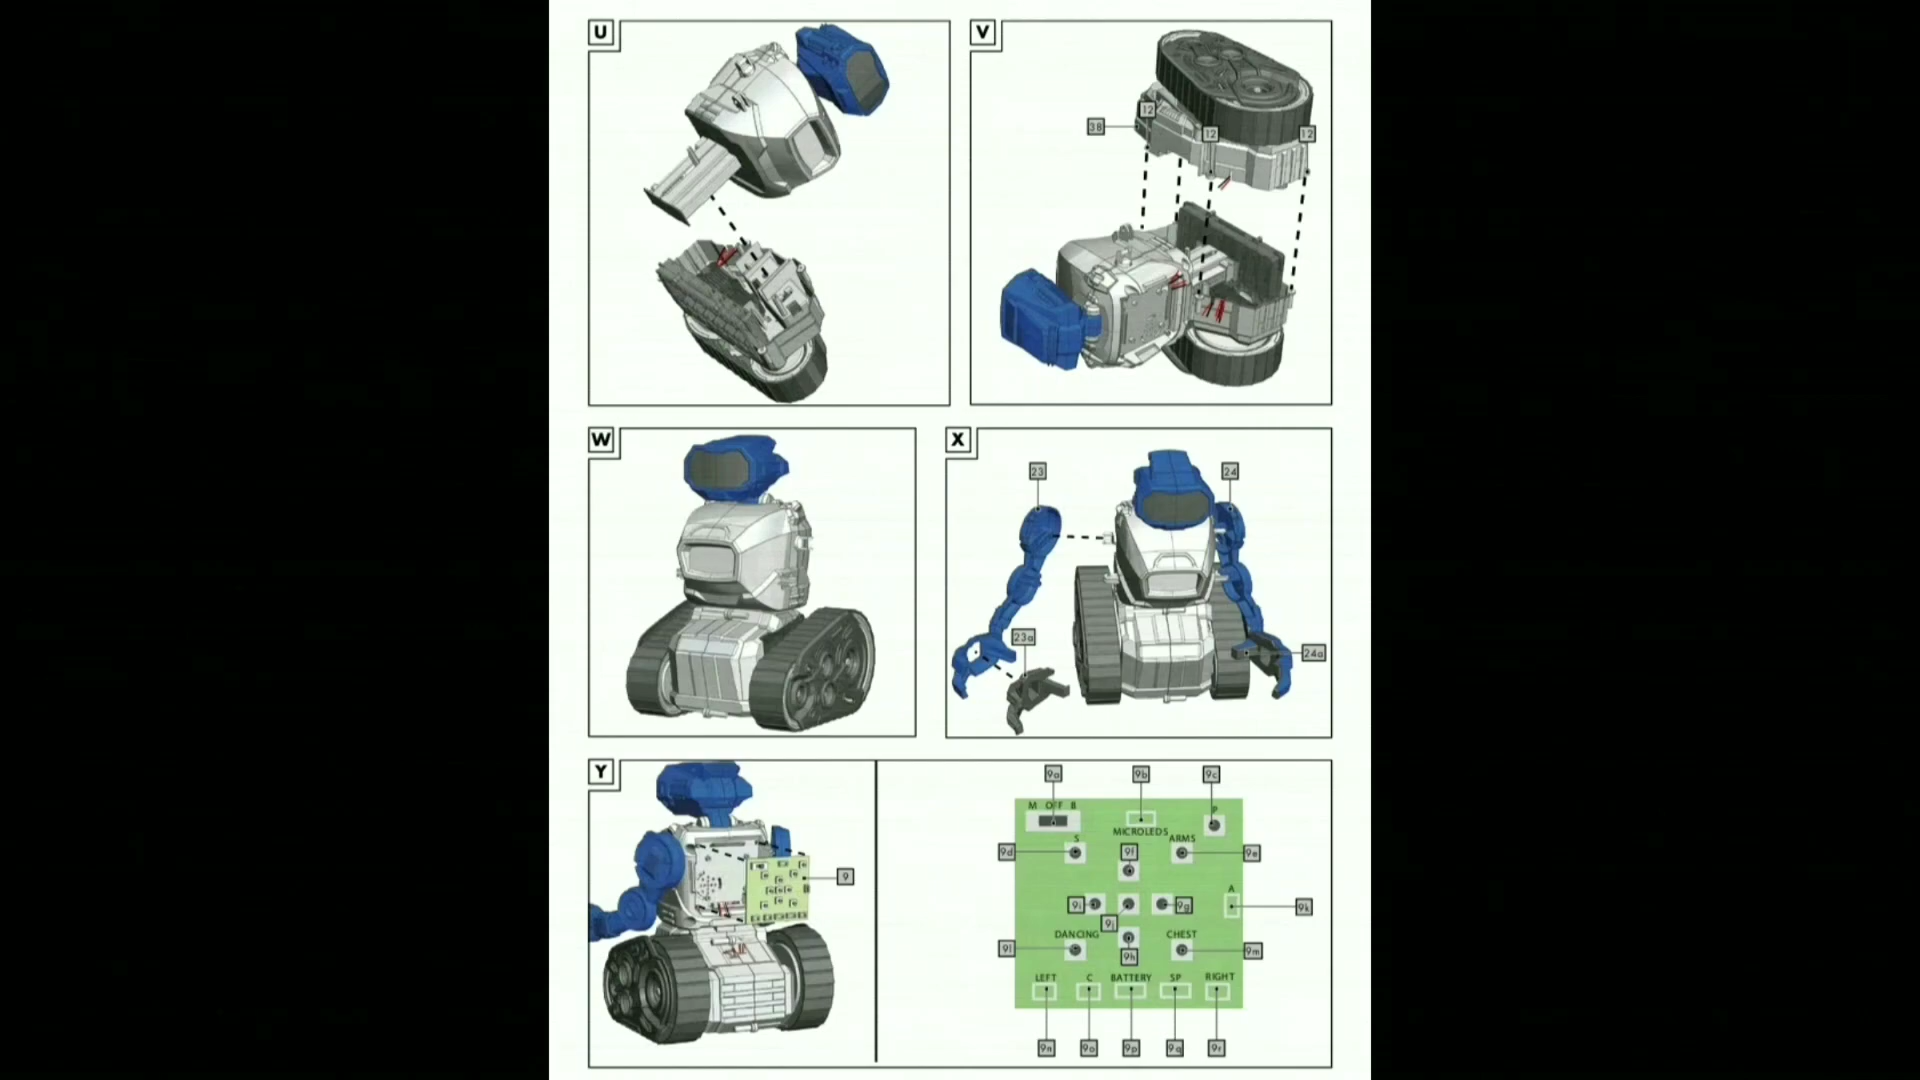 U
V
12
3B
12
12
W
X
23
24
23a
24a
Y
9
9a
9b
9c
M OFF B
P
MICROLEDS
ARMS
S
9d
9f
9e
A
9i
9g
9k
9j
DANCING
CHEST
9l
9h
9m
LEFT
C
BATTERY
SP
RIGHT
9n
9o
9p
9q
9r